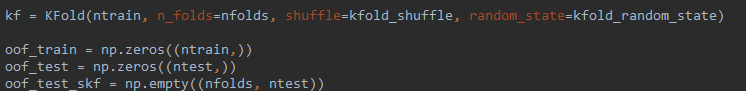 kf = KFold(ntrain, n_folds=nfolds, shuffle=kfold_shuffle, random_state=kfold_random_state)
oof_train = np.zeros((ntrain,))
oof_test = np.zeros((ntest,))
oof_test_skf = np.empty((nfolds, ntest))